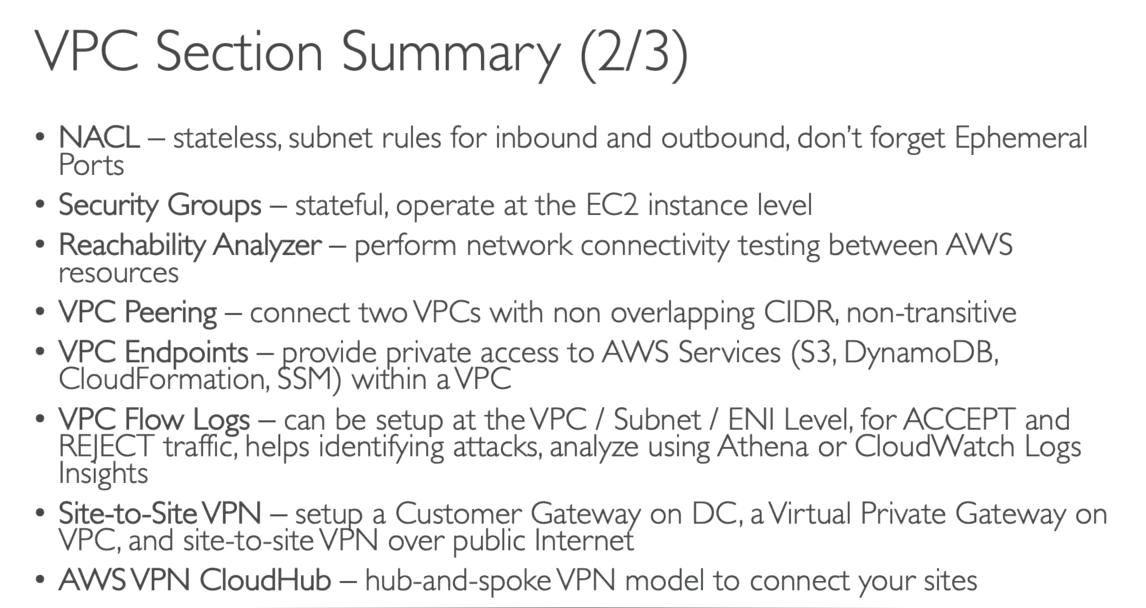 VPC Section Summary (2/3)
• NACL – stateless, subnet rules for inbound and outbound, don’t forget Ephemeral
Ports
• Security Groups – stateful, operate at the EC2 instance level
• Reachability Analyzer – perform network connectivity testing between AWS
resources
• VPC Peering – connect two VPCs with non overlapping CIDR, non-transitive
• VPC Endpoints – provide private access to AWS Services (S3, DynamoDB,
CloudFormation, SSM) within a VPC
• VPC Flow Logs – can be setup at the VPC / Subnet / ENI Level, for ACCEPT and
REJECT traffic, helps identifying attacks, analyze using Athena or CloudWatch Logs
Insights
• Site-to-Site VPN – setup a Customer Gateway on DC, a Virtual Private Gateway on
VPC, and site-to-site VPN over public Internet
• AWS VPN CloudHub – hub-and-spoke VPN model to connect your sites